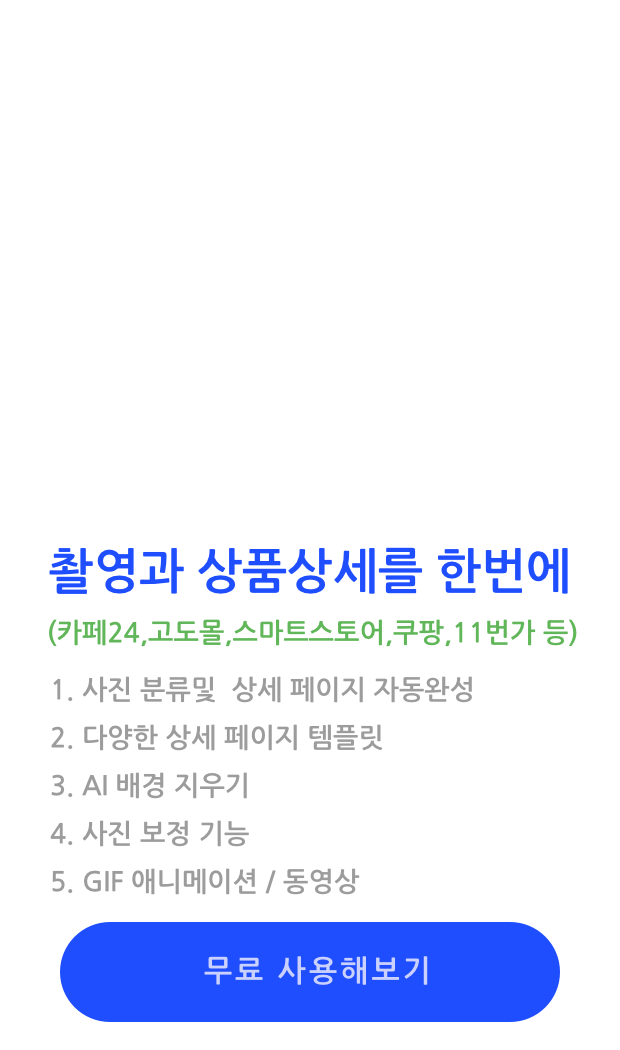 촬영과 상품상세를 한번에
(카페24,고도몰,스마트스토어,쿠팡,11번가 등)
1. 사진 분류및  상세 페이지 자동완성
2. 다양한 상세 페이지 템플릿
3. AI 배경 지우기
4. 사진 보정 기능
5. GIF 애니메이션 / 동영상
무료 사용해보기